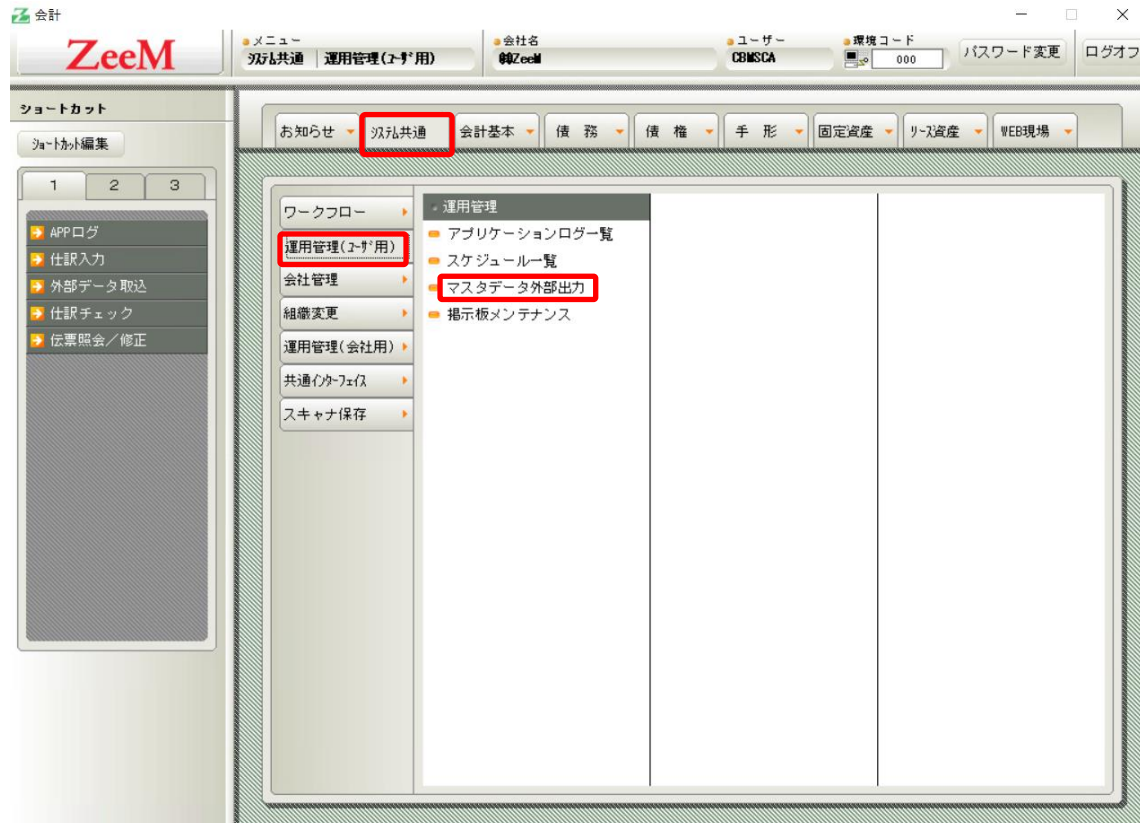 会計
ZeeM
メニュー
システム共通 運用管理(ユーザ用)
会社名
㈱ZeeM
ユーザー
CBMSCA
環境コード
000
パスワード変更
ログオフ
ショートカット
ショートカット編集
1 2 3
APPログ
仕訳入力
外部データ取込
仕訳チェック
伝票照会/修正
お知らせ システム共通 会計基本 債 務 債 権 手 形 固定資産 リース資産 WEB現場
ワークフロー
運用管理(ユーザ用)
会社管理
組織変更
運用管理(会社用)
共通インターフェイス
スキャナ保存
運用管理
アプリケーションログ一覧
スケジュール一覧
マスタデータ外部出力
掲示板メンテナンス